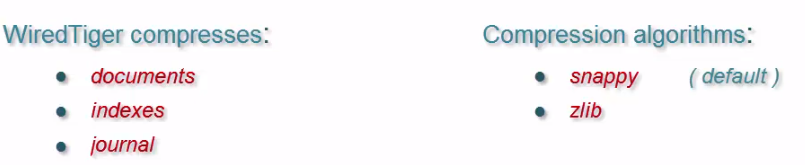 WiredTiger compresses:
documents
indexes
journal
Compression algorithms:
snappy ( default )
zlib